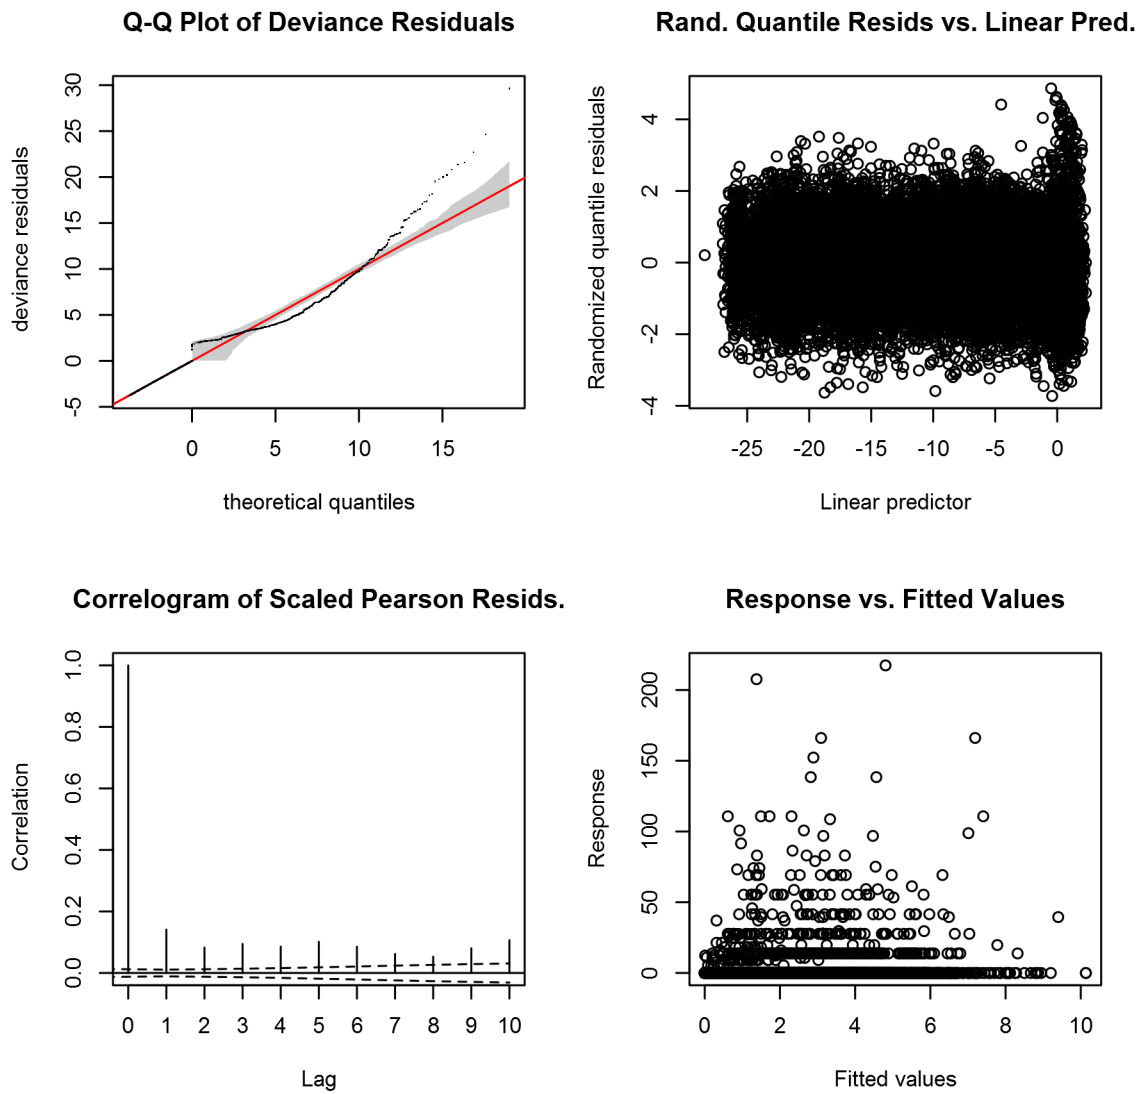 Q-Q Plot of Deviance Residuals
deviance residuals
30
25
20
15
10
5
0
-5
0 5 10 15
theoretical quantiles
Rand. Quantile Resids vs. Linear Pred.
Randomized quantile residuals
4
2
0
-2
-4
-25 -20 -15 -10 -5 0
Linear predictor
Correlogram of Scaled Pearson Resids.
Correlation
1.0
0.8
0.6
0.4
0.2
0.0
0 1 2 3 4 5 6 7 8 9 10
Lag
Response vs. Fitted Values
Response
200
150
100
50
0
0 2 4 6 8 10
Fitted values